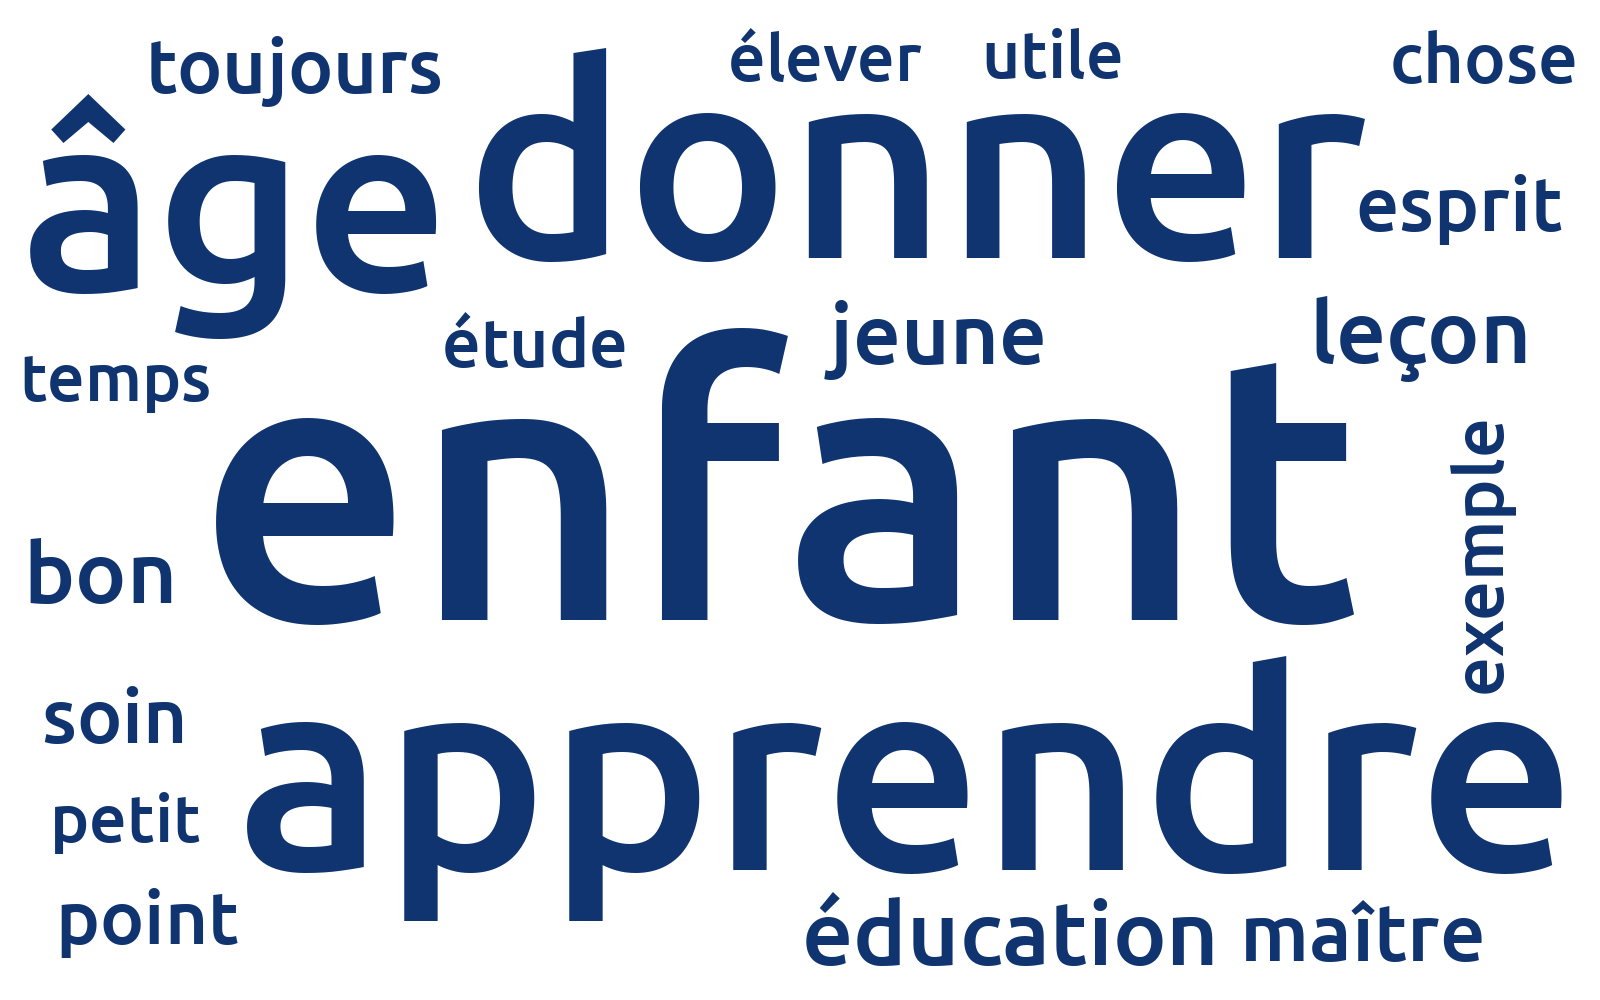 toujours
élever
utile
chose
âge
donner
esprit
étude
jeune
leçon
temps
enfant
exemple
bon
soin
apprendre
petit
point
éducation
maître